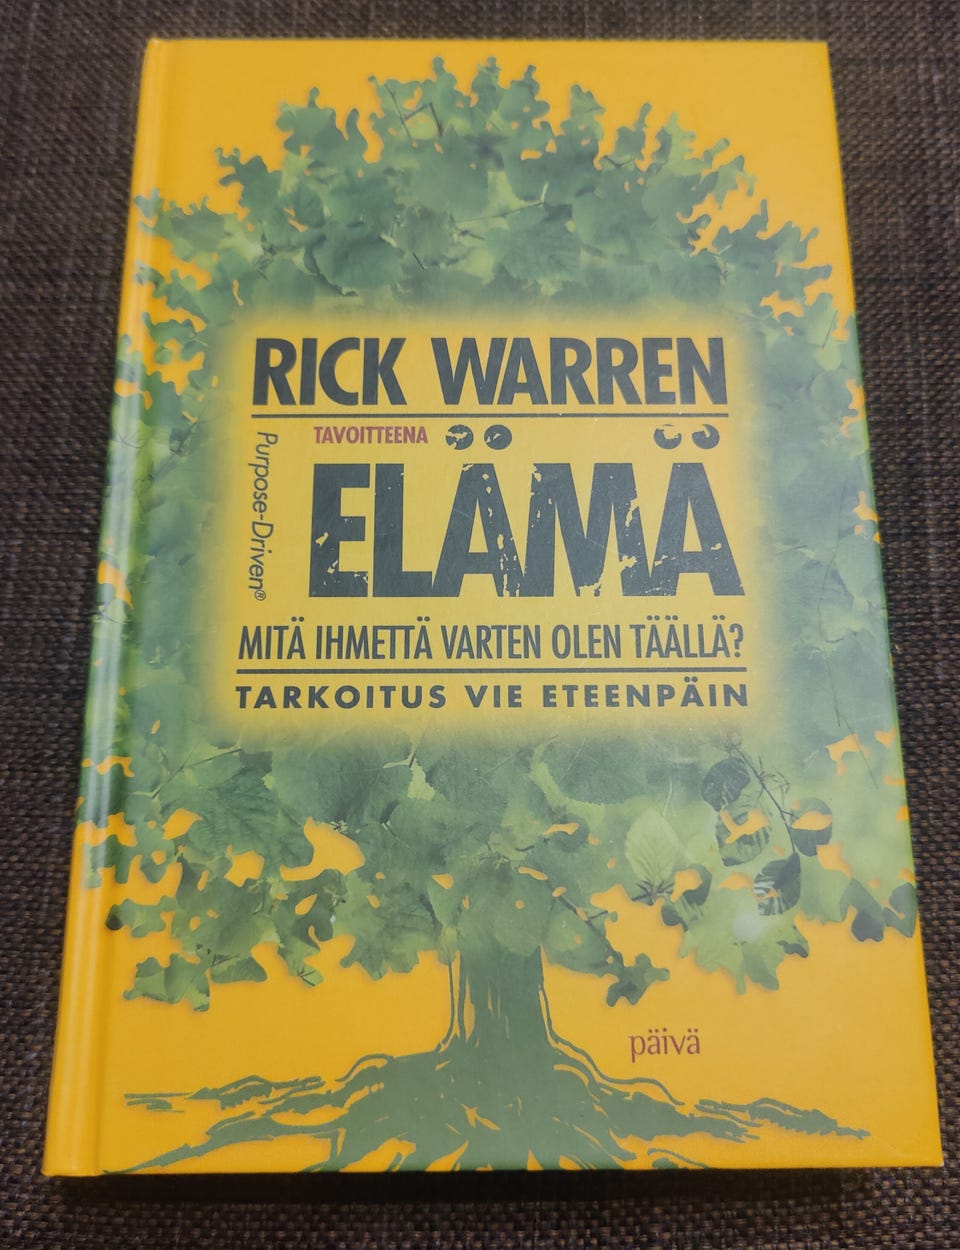 RICK WARREN
TAVOITTEENA
ELÄMÄ
Purpose-Driven®
MITÄ IHMETTÄ VARTEN OLEN TÄÄLLÄ?
TARKOITUS VIE ETEENPÄIN
päivä